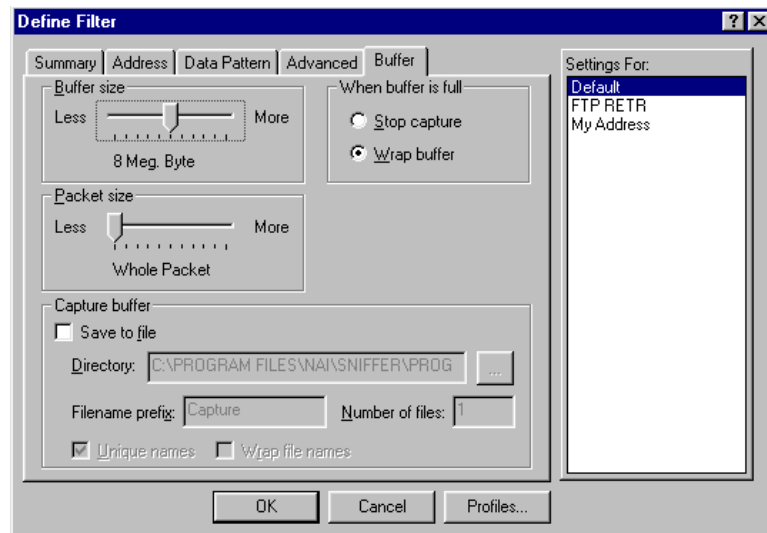 Define Filter
Summary Address Data Pattern Advanced Buffer
Buffer size
Less More
8 Meg. Byte
When buffer is full
Stop capture
Wrap buffer
Packet size
Less More
Whole Packet
Capture buffer
Save to file
Directory: C:\PROGRAM FILES\NAI\SNIFFER\PROG ...
Filename prefix: Capture Number of files: 1
Unique names Wrap file names
Settings For:
Default
FTP RETR
My Address
OK Cancel Profiles...